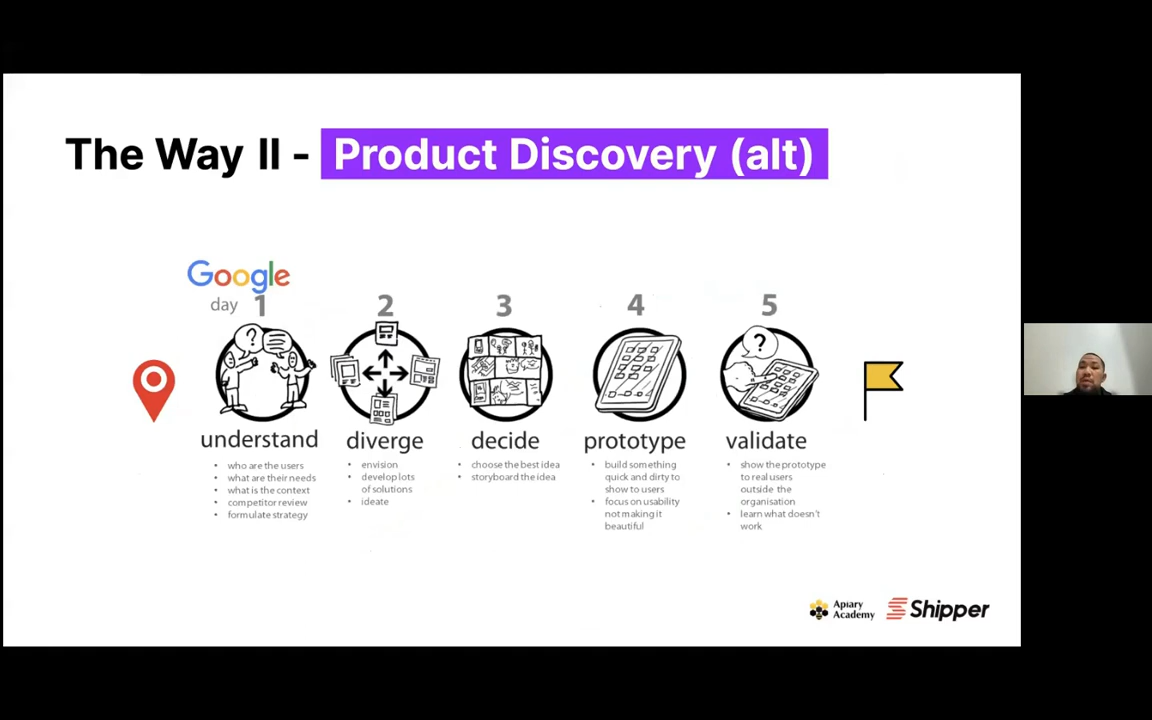 The Way II - Product Discovery (alt)
Google
day 1 2 3 4 5
?
?
understand
who are the users
what are their needs
what is the context
competitor review
formulate strategy
diverge
envision
develop lots
of solutions
ideate
decide
choose the best idea
storyboard the idea
prototype
build something
quick and dirty to
show to users
focus on usability
not making it
beautiful
validate
show the prototype
to real users
outside the
organisation
learn what doesn't
work
Apiary
Academy
Shipper